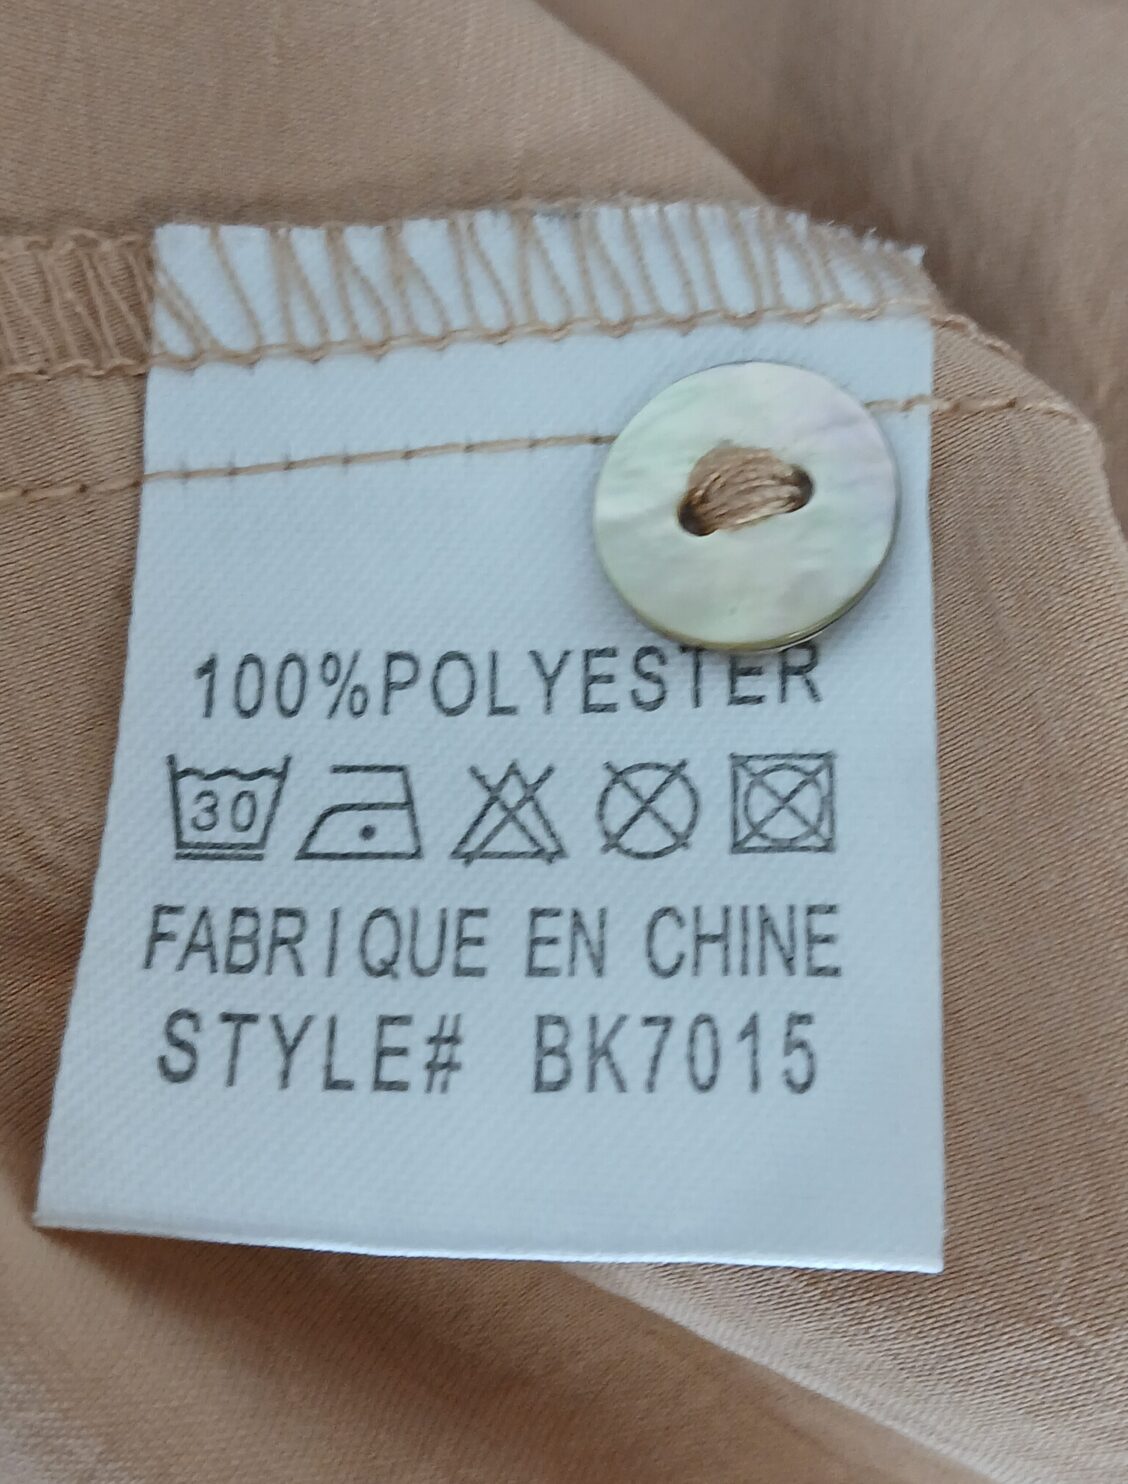 100%POLYESTER
30
FABRIQUE EN CHINE
STYLE# BK7015